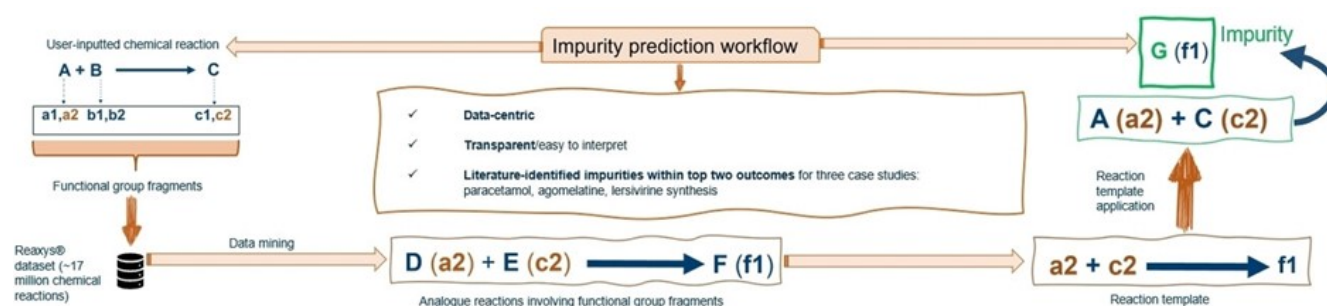 Impurity prediction workflow
User-inputted chemical reaction
A + B C
a1,a2 b1,b2 c1,c2
Functional group fragments
Reaxys®
dataset (~17
million chemical
reactions)
Data mining
✓ Data-centric
✓ Transparent/easy to interpret
✓ Literature-identified impurities within top two outcomes for three case studies:
paracetamol, agomelatine, lersivirine synthesis
D (a2) + E (c2) F (f1)
Analogue reactions involving functional group fragments
a2 + c2 f1
Reaction template
Reaction
template
application
A (a2) + C (c2)
G (f1)
Impurity